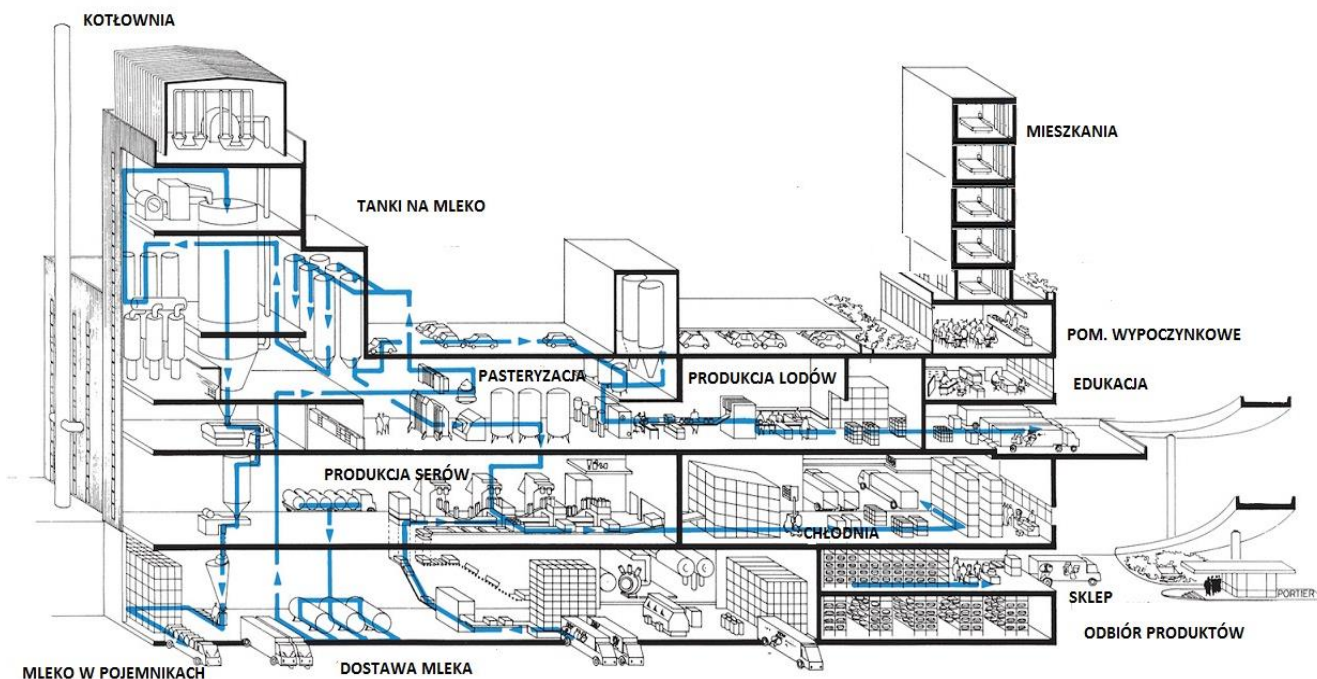 KOTŁOWNIA
MIESZKANIA
TANKI NA MLEKO
POM. WYPOCZYNKOWE
PASTERYZACJA
PRODUKCJA LODÓW
EDUKACJA
PRODUKCJA SERÓW
CHŁODNIA
SKLEP
PORTIER
ODBIÓR PRODUKTÓW
MLEKO W POJEMNIKACH
DOSTAWA MLEKA